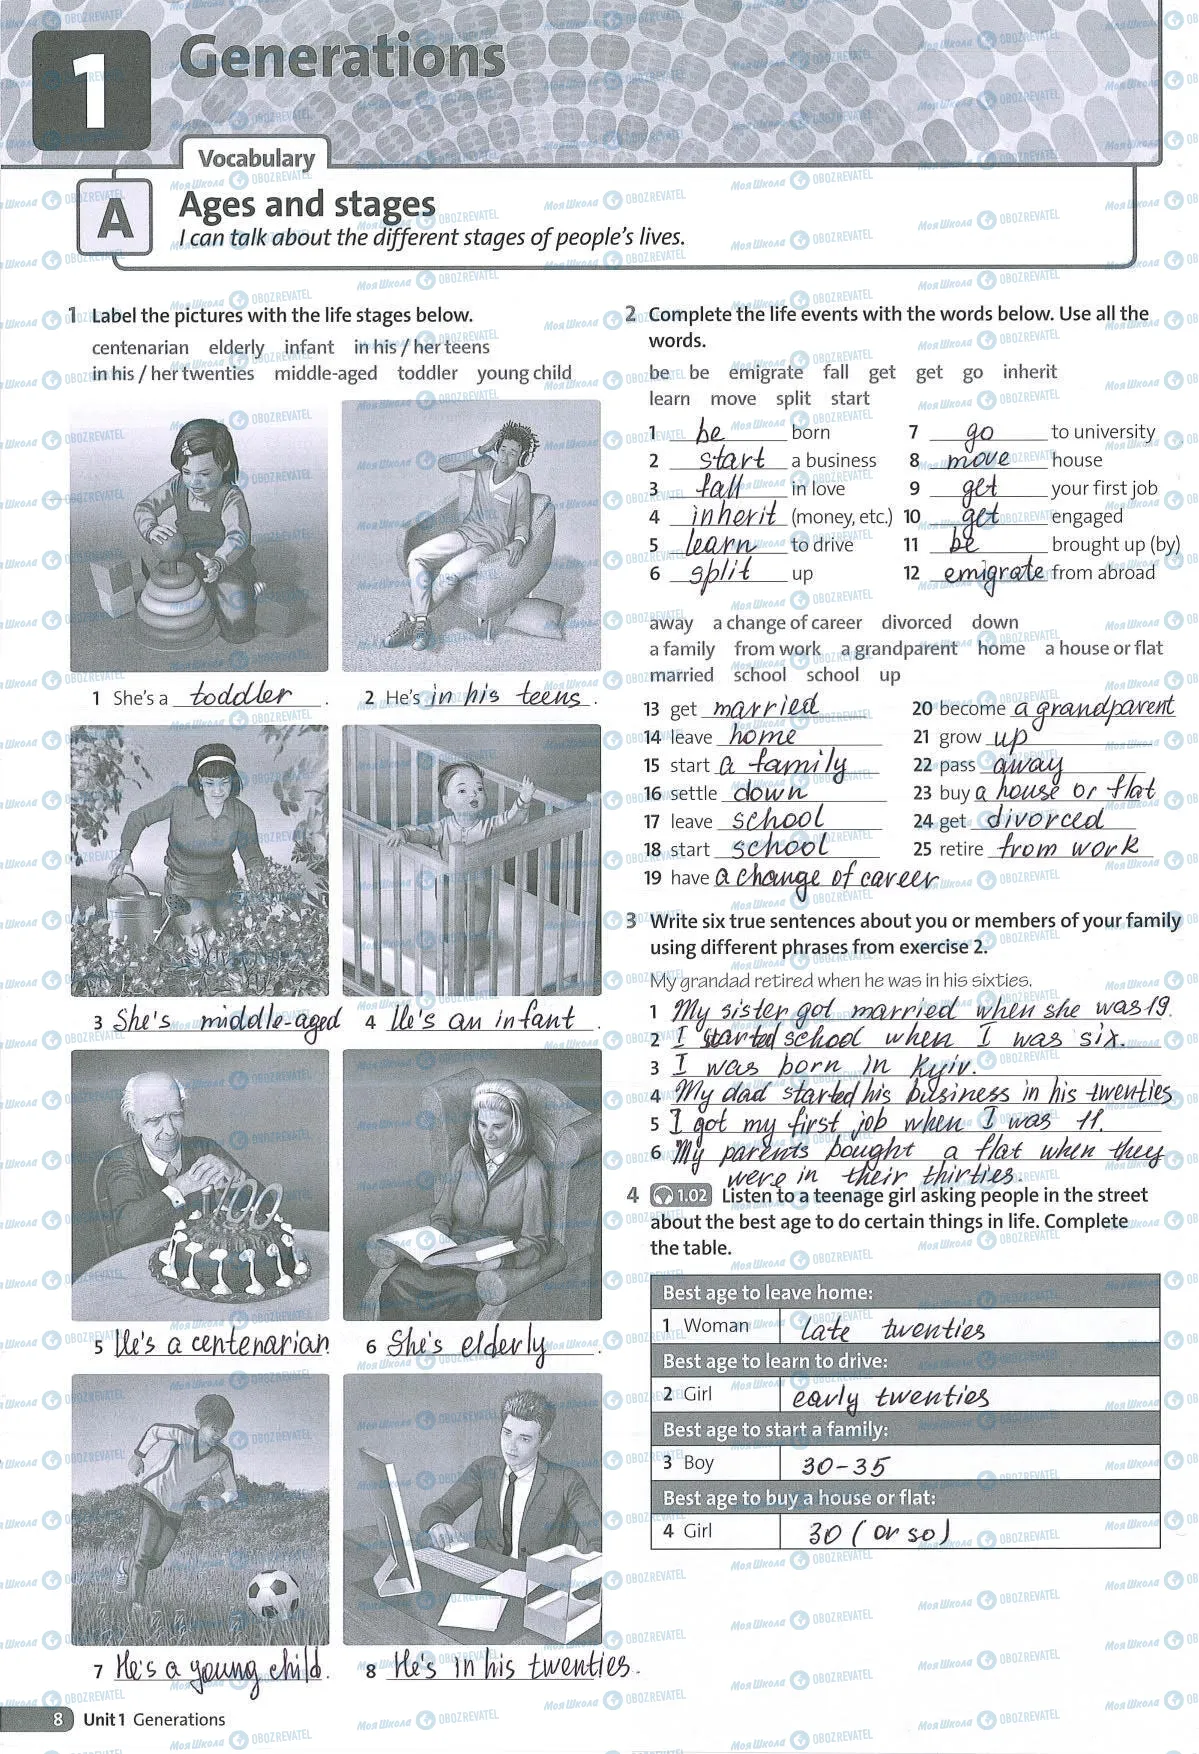 1
Generations
Vocabulary
A
Ages and stages
I can talk about the different stages of people's lives.
1 Label the pictures with the life stages below.
centenarian elderly infant in his / her teens
in his / her twenties middle-aged toddler young child
1 She's a toddler.
2 He's in his teens.
3 She's middle-aged
4 He's an infant.
5 He's a centenarian.
6 She's elderly.
7 He's a young child.
8 He's in his twenties.
2 Complete the life events with the words below. Use all the
words.
be be emigrate fall get get go inherit
learn move split start
1 be born
2 start a business
3 fall in love
4 inherit (money, etc.)
5 learn to drive
6 split up
7 go to university
8 move house
9 get your first job
10 get engaged
11 be brought up (by)
12 emigrate from abroad
away a change of career divorced down
a family from work a grandparent home a house or flat
married school school up
13 get married
14 leave home
15 start a family
16 settle down
17 leave school
18 start school
19 have a change of career
20 become a grandparent
21 grow up
22 pass away
23 buy a house or flat
24 get divorced
25 retire from work
3 Write six true sentences about you or members of your family
using different phrases from exercise 2.
My grandad retired when he was in his sixties.
1 My sister got married when she was 19.
2 I started school when I was six.
3 I was born in Kyiv.
4 My dad started his business in his twenties
5 I got my first job when I was 11.
6 My parents bought a flat when they
were in their thirties.
4 1.02 Listen to a teenage girl asking people in the street
about the best age to do certain things in life. Complete
the table.
Best age to leave home:
1 Woman late twenties
Best age to learn to drive:
2 Girl early twenties
Best age to start a family:
3 Boy 30-35
Best age to buy a house or flat:
4 Girl 30 (or so)
8 Unit 1 Generations
100
Моя Школа OBOZREVATEL